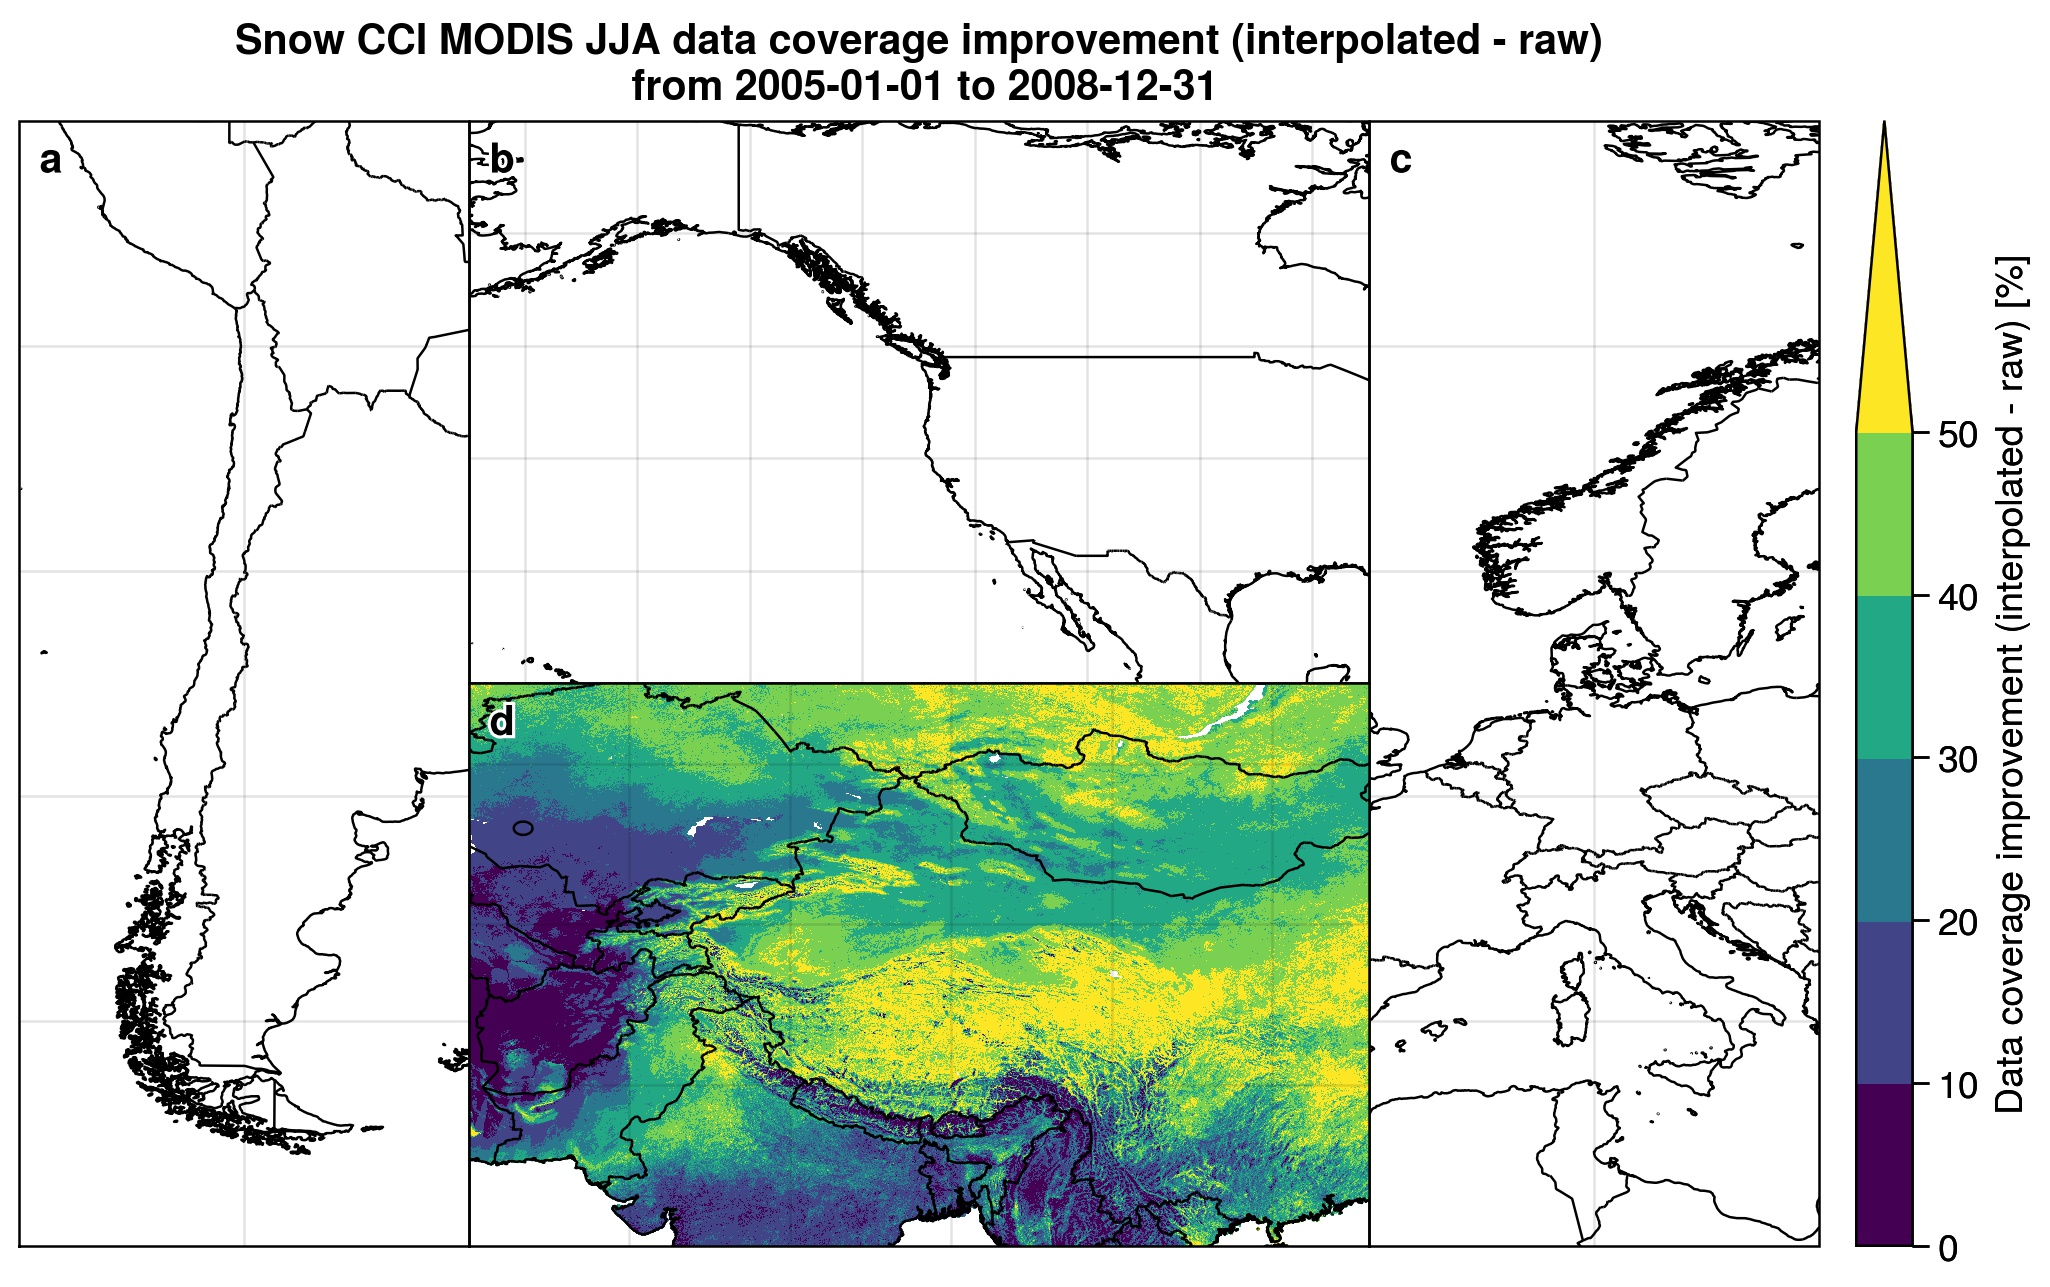 Snow CCI MODIS JJA data coverage improvement (interpolated - raw)
from 2005-01-01 to 2008-12-31
a
b
c
d
50
40
30
20
10
0
Data coverage improvement (interpolated - raw) [%]